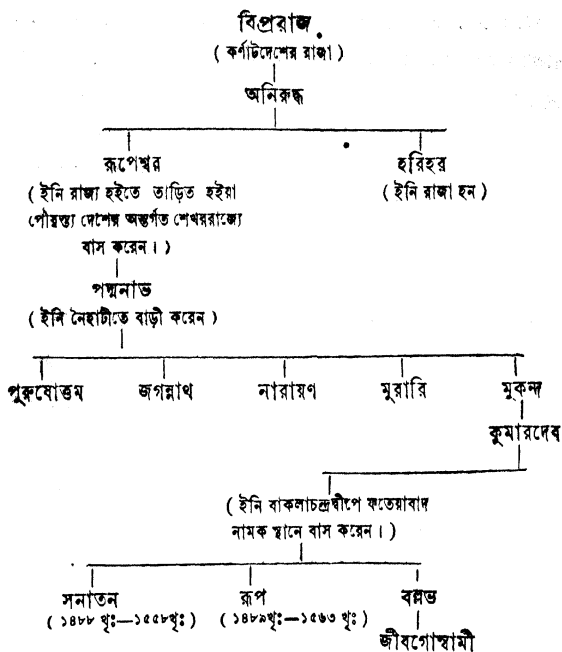 বিপ্ররাজ
( কর্ণাটদেশের রাজা )
অনিরুদ্ধ
রূপেশ্বর
হরিহর
( ইনি রাজ্য হইতে তাড়িত হইয়া
পৌরস্ত্য দেশের অন্তর্গত শেখররাজ্যে
বাস করেন । )
( ইনি রাজা হন )
পদ্মনাভ
( ইনি নৈহাটীতে বাড়ী করেন )
পুরুষোত্তম জগন্নাথ নারায়ণ মুরারি মুকন্দ
কুমারদেব
( ইনি বাকলাচন্দ্রদ্বীপে ফতেয়াবাদ
নামক স্থানে বাস করেন । )
সনাতন রূপ বল্লভ
( ১৪৮৮ খৃঃ—১৫৫৮খৃঃ ) ( ১৪৮৯খৃঃ—১৫৬৩ খৃঃ )
জীবগোস্বামী